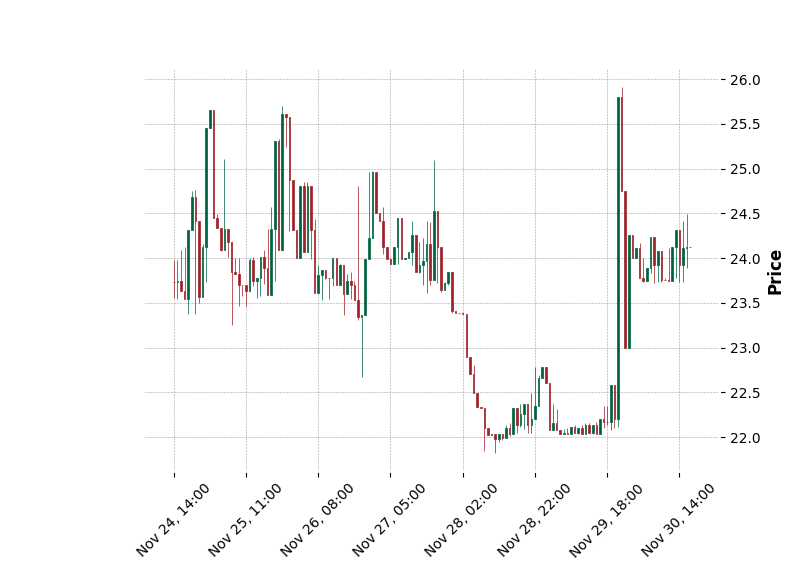 26.0
25.5
25.0
24.5
24.0
23.5
23.0
22.5
22.0
Price
Nov 24, 14:00
Nov 25, 11:00
Nov 26, 08:00
Nov 27, 05:00
Nov 28, 02:00
Nov 28, 22:00
Nov 29, 18:00
Nov 30, 14:00